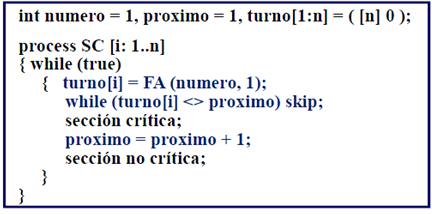 int numero = 1, proximo = 1, turno[1:n] = ( [n] 0 );
process SC [i: 1..n]
{ while (true)
{ turno[i] = FA (numero, 1);
while (turno[i] <> proximo) skip;
sección crítica;
proximo = proximo + 1;
sección no crítica;
}
}